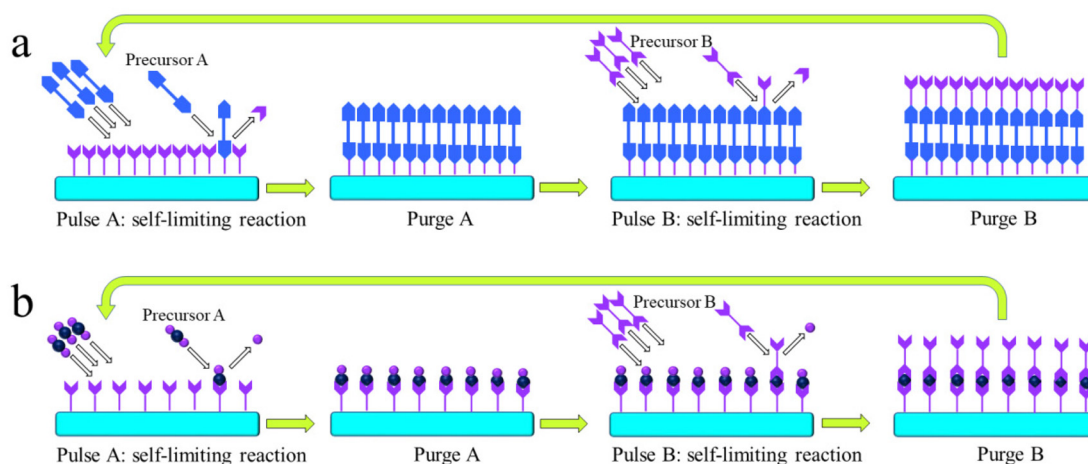 a
Precursor A
Precursor B
Pulse A: self-limiting reaction
Purge A
Pulse B: self-limiting reaction
Purge B
b
Precursor A
Precursor B
Pulse A: self-limiting reaction
Purge A
Pulse B: self-limiting reaction
Purge B